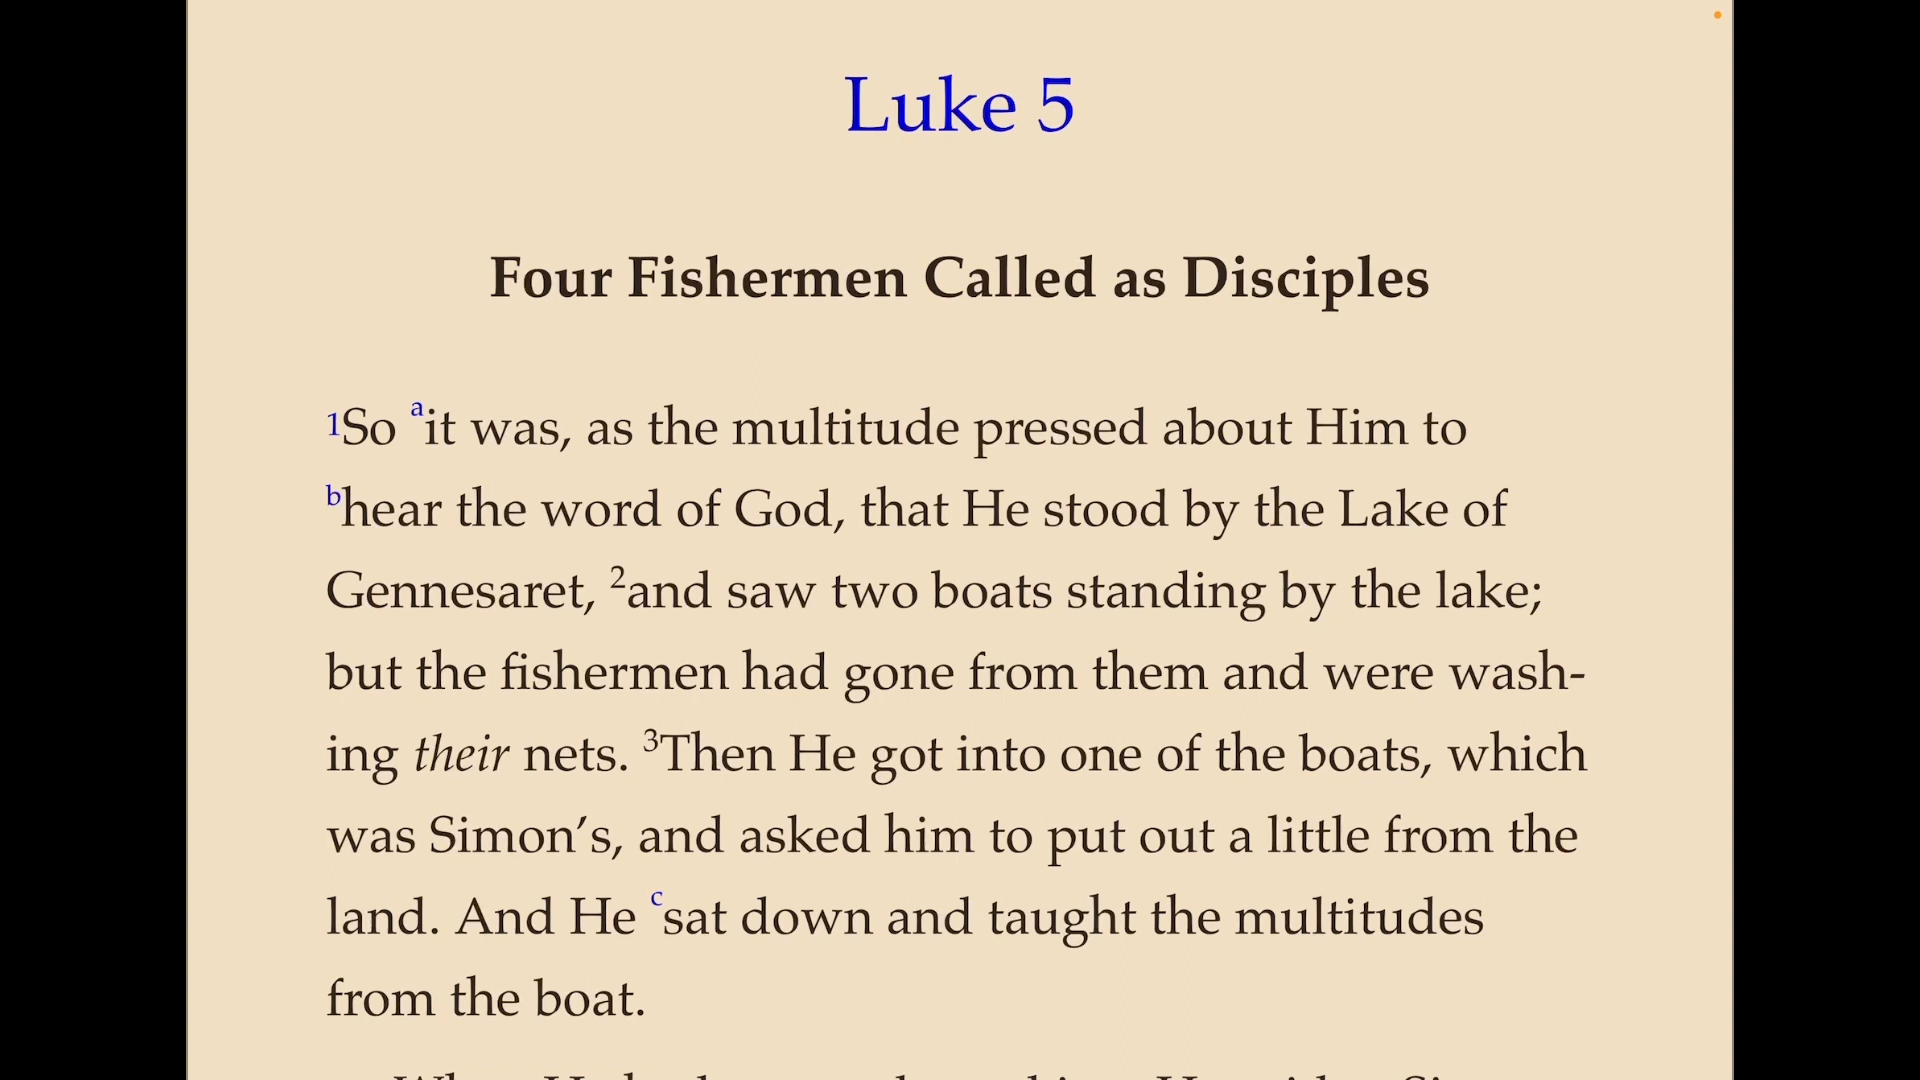 Luke 5
Four Fishermen Called as Disciples
1So ait was, as the multitude pressed about Him to
bhear the word of God, that He stood by the Lake of
Gennesaret, 2and saw two boats standing by the lake;
but the fishermen had gone from them and were wash-
ing their nets. 3Then He got into one of the boats, which
was Simon’s, and asked him to put out a little from the
land. And He csat down and taught the multitudes
from the boat.